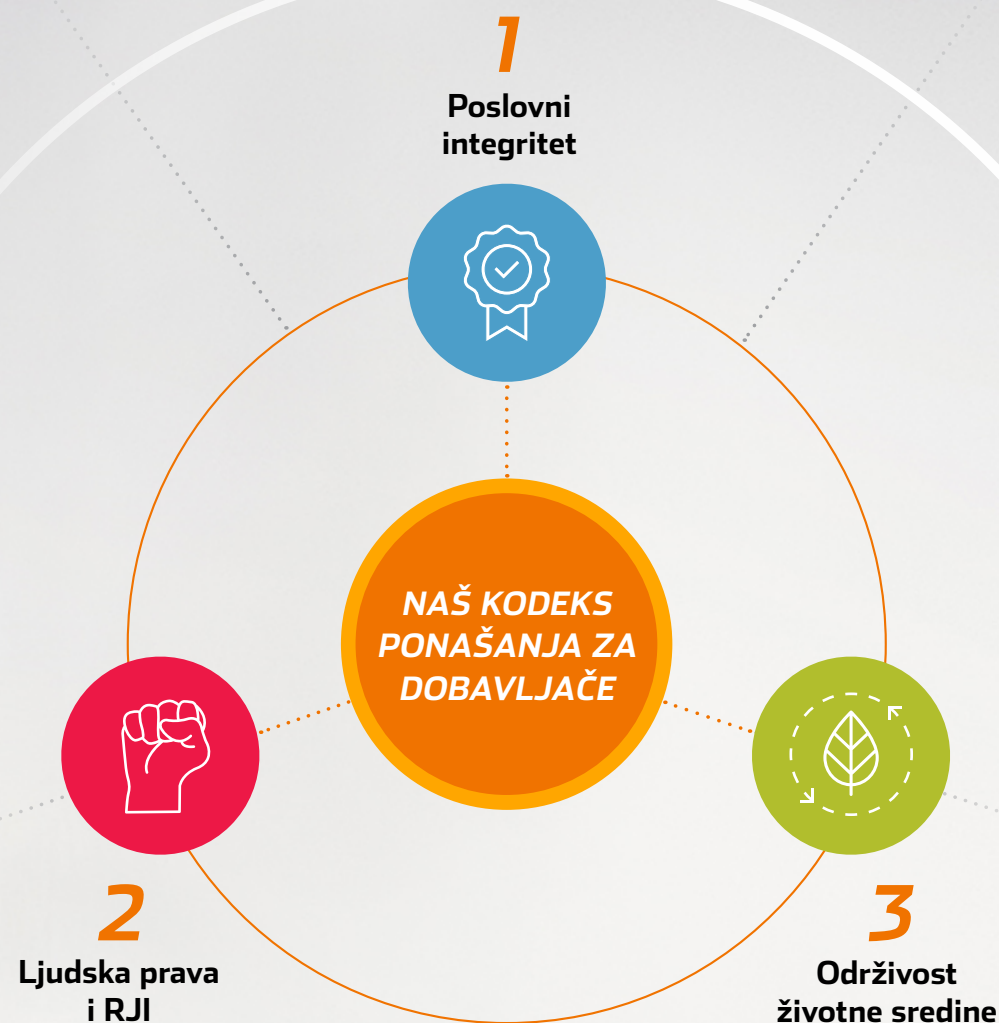 1
Poslovni
integritet
NAŠ KODEKS
PONAŠANJA ZA
DOBAVLJAČE
2
Ljudska prava
i RJI
3
Održivost
životne sredine